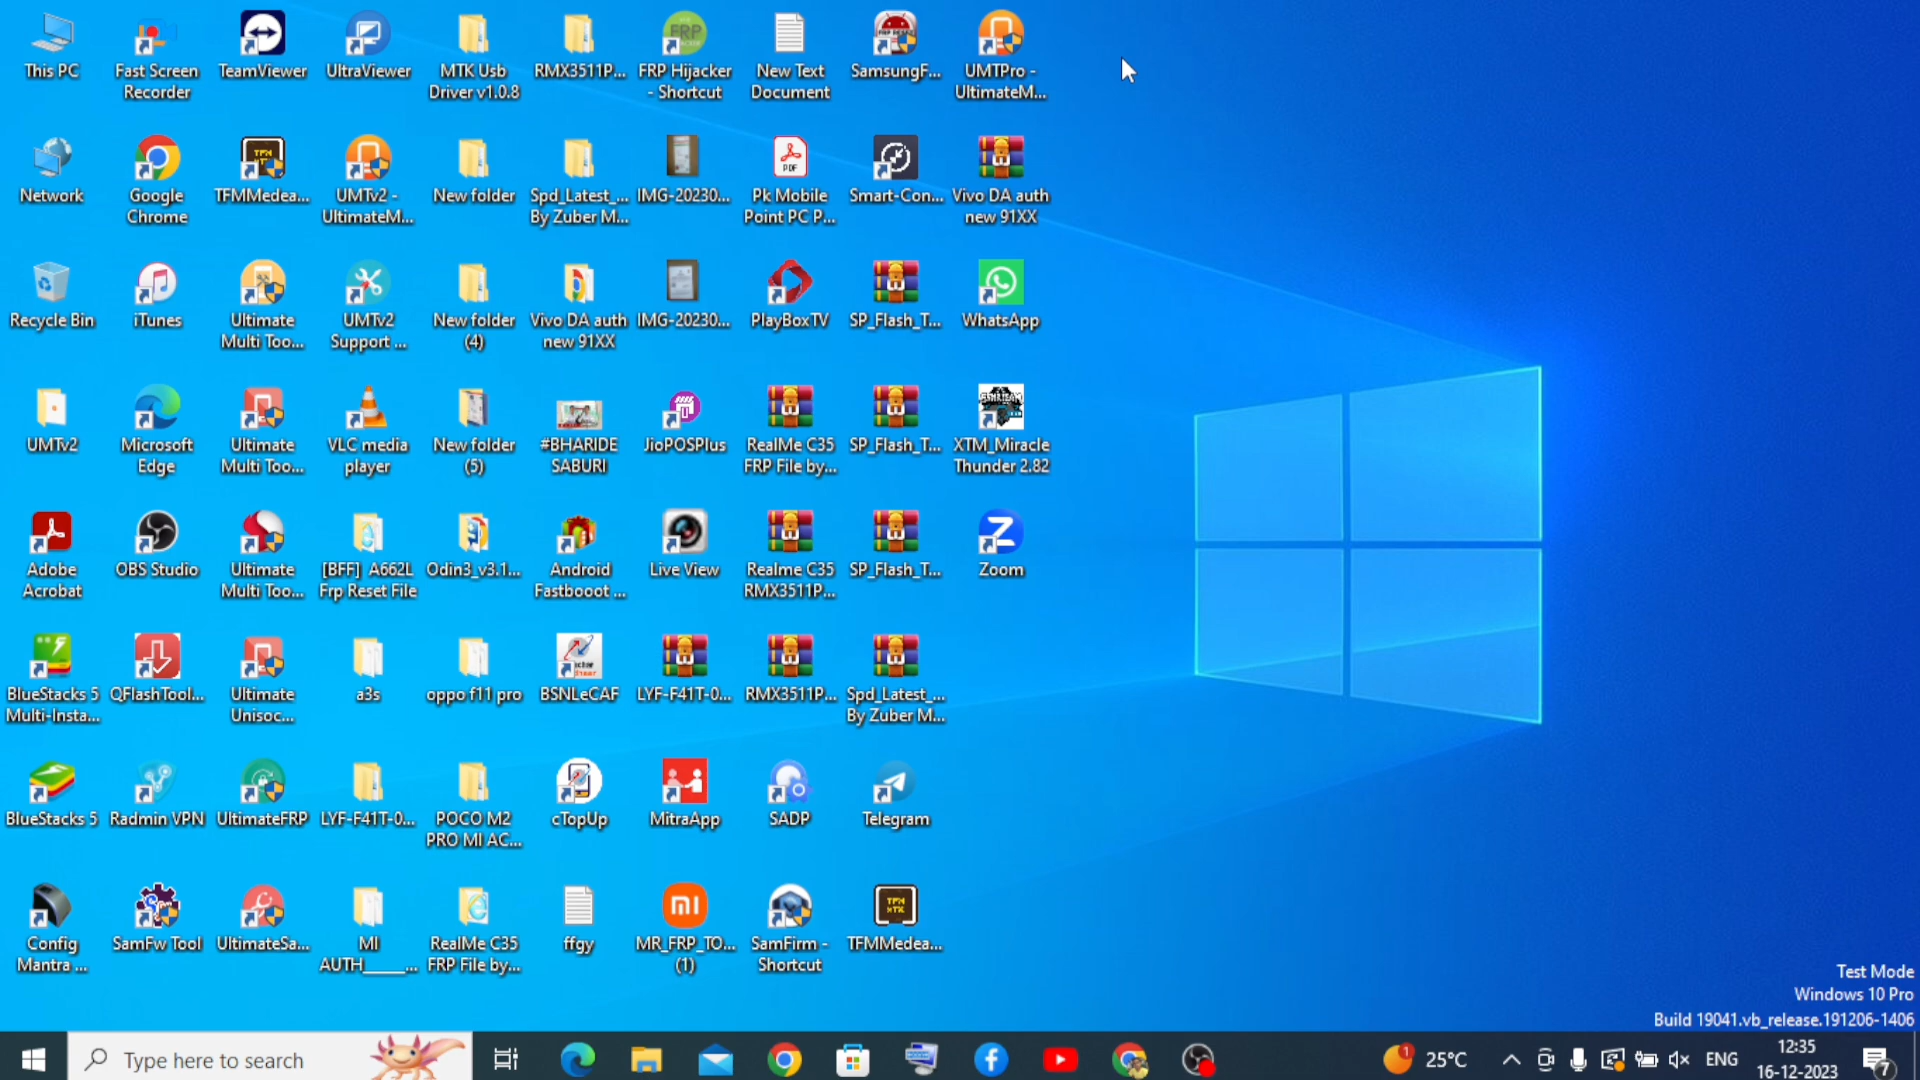 This PC
Fast Screen
Recorder
TeamViewer
UltraViewer
MTK Usb
Driver v1.0.8
RMX3511P...
FRP Hijacker
- Shortcut
New Text
Document
SamsungF...
UMTPro -
UltimateM...
Network
Google
Chrome
TFMMedea...
UMTv2 -
UltimateM...
New folder
Spd_Latest_...
By Zuber M...
IMG-20230...
Pk Mobile
Point PC P...
Smart-Con...
Vivo DA auth
new 91XX
Recycle Bin
iTunes
Ultimate
Multi Too...
UMTv2
Support ...
New folder
(4)
Vivo DA auth
new 91XX
IMG-20230...
PlayBoxTV
SP_Flash_T...
WhatsApp
UMTv2
Microsoft
Edge
Ultimate
Multi Too...
VLC media
player
New folder
(5)
#BHARIDE
SABURI
JioPOSPlus
RealMe C35
FRP File by...
SP_Flash_T...
XTM_Miracle
Thunder 2.82
Adobe
Acrobat
OBS Studio
Ultimate
Multi Too...
[BFF]  A662L
Frp Reset File
Odin3_v3.1...
Android
Fastbooot ...
Live View
Realme C35
RMX3511P...
SP_Flash_T...
Zoom
BlueStacks 5
Multi-Insta...
QFlashTool...
Ultimate
Unisoc...
a3s
oppo f11 pro
BSNLeCAF
LYF-F41T-0...
RMX3511P...
Spd_Latest_...
By Zuber M...
BlueStacks 5
Radmin VPN
UltimateFRP
LYF-F41T-0...
POCO M2
PRO MI AC...
cTopUp
MitraApp
SADP
Telegram
Config
Mantra ...
SamFw Tool
UltimateSa...
MI
AUTH_____...
RealMe C35
FRP File by...
ffgy
MR_FRP_TO...
(1)
SamFirm -
Shortcut
TFMMedea...
Test Mode
Windows 10 Pro
Build 19041.vb_release.191206-1406
Type here to search
1
25°C
ENG
12:35
16-12-2023
7